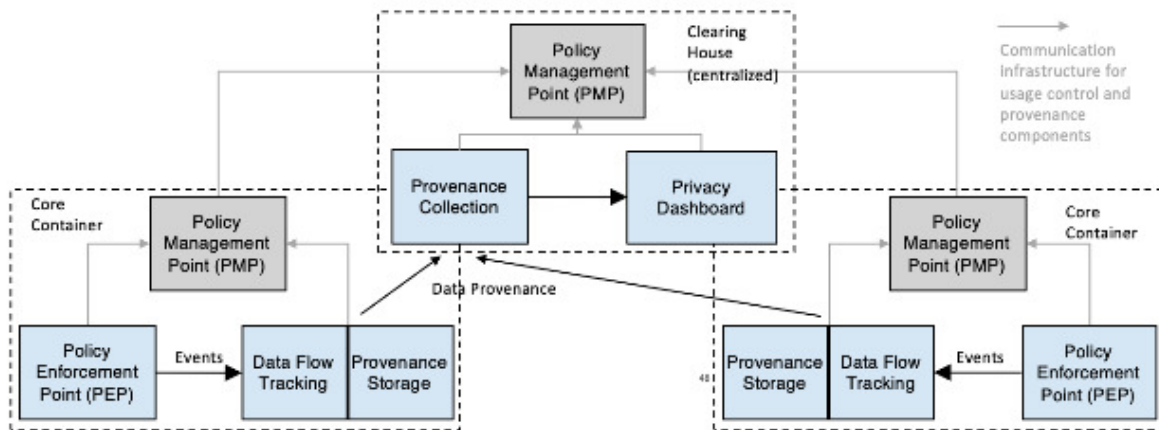 Policy
Management
Point (PMP)
Clearing
House
(centralized)
Communication
infrastructure for
usage control and
provenance
components
Provenance
Collection
Privacy
Dashboard
Core
Container
Policy
Management
Point (PMP)
Policy
Management
Point (PMP)
Core
Container
Data Provenance
Policy
Enforcement
Point (PEP)
Events
Data Flow
Tracking
Provenance
Storage
48
Provenance
Storage
Data Flow
Tracking
Events
Policy
Enforcement
Point (PEP)